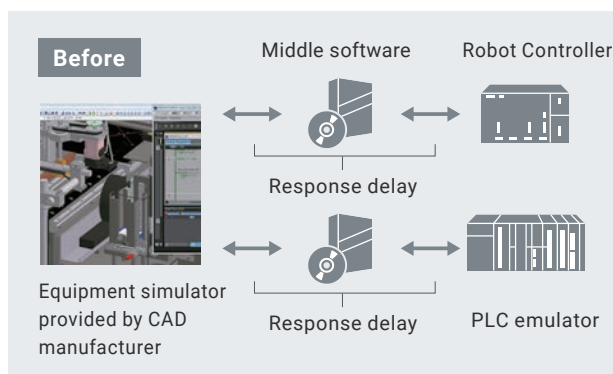 Before
Middle software
Robot Controller
Response delay
Equipment simulator
provided by CAD
manufacturer
Response delay
PLC emulator